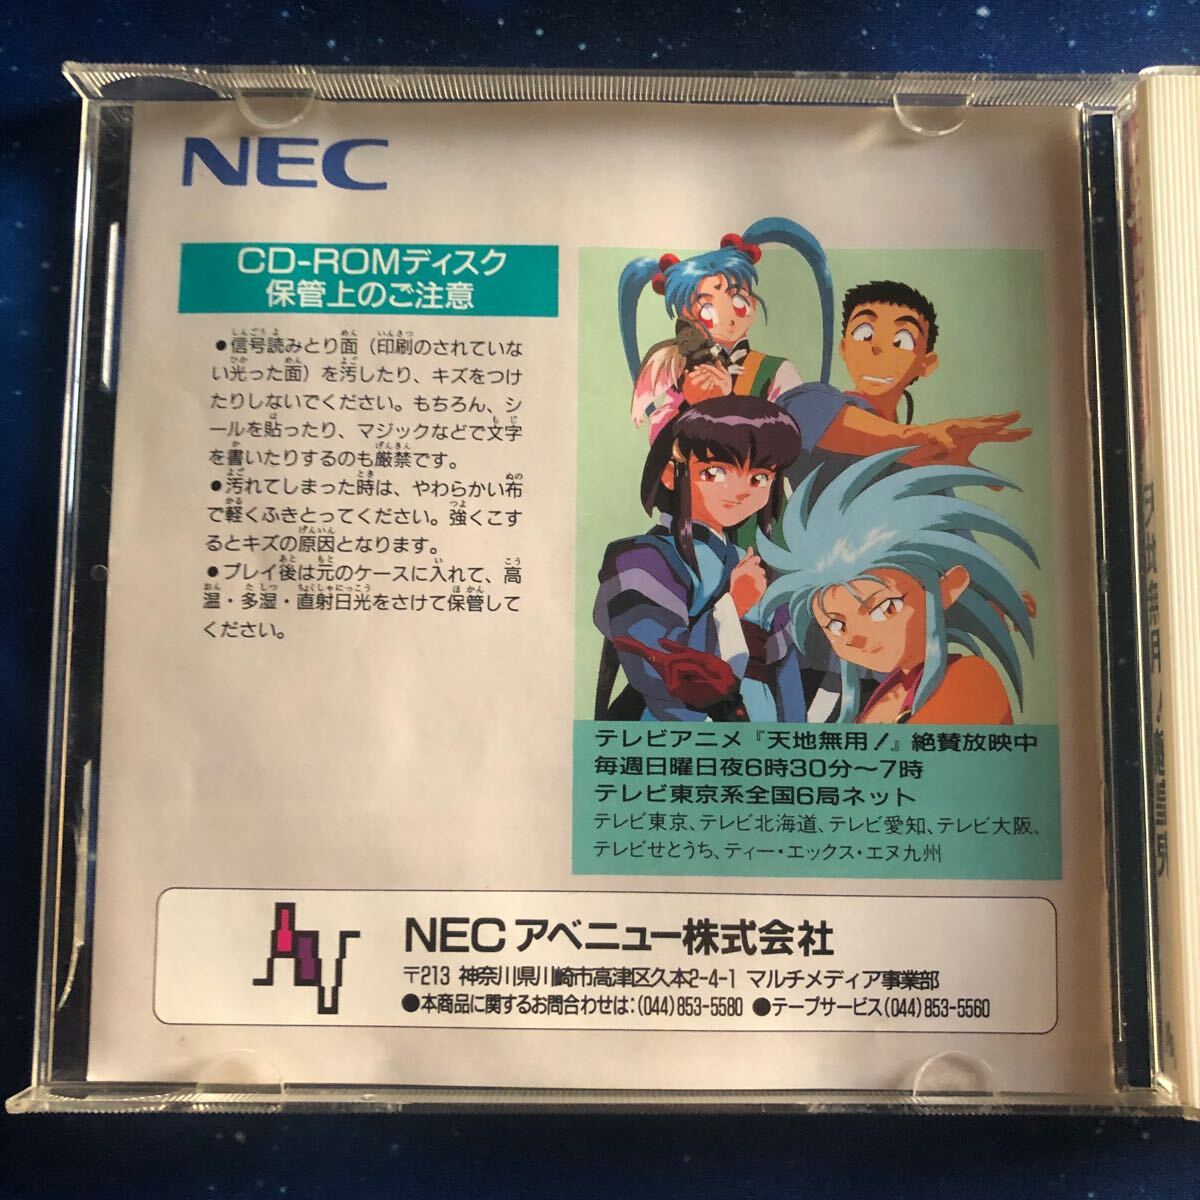 NEC
CD-ROMディスク
保管上のご注意
●信号読みとり面（印刷のされていな
い光った面）を汚したり、キズをつけ
たりしないでください。もちろん、シ
ールを貼ったり、マジックなどで文字
を書いたりするのも厳禁です。
●汚れてしまった時は、やわらかい布
で軽くふきとってください。強くこす
るとキズの原因となります。
●プレイ後は元のケースに入れて、高
温・多湿・直射日光をさけて保管して
ください。
テレビアニメ『天地無用！』絶賛放映中
毎週日曜日夜6時30分〜7時
テレビ東京系全国6局ネット
テレビ東京、テレビ北海道、テレビ愛知、テレビ大阪、
テレビせとうち、ティー・エックス・エヌ九州
NECアベニュー株式会社
〒213 神奈川県川崎市高津区久本2-4-1 マルチメディア事業部
●本商品に関するお問合わせは：(044)853-5580 ●テープサービス(044)853-5560